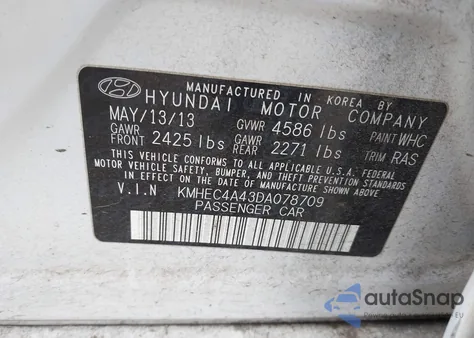 MANUFACTURED IN KOREA BY
HYUNDAI MOTOR COMPANY
MAY/13/13 GVWR 4586 lbs PAINT WHC
GAWR FRONT 2425 lbs GAWR REAR 2271 lbs TRIM RAS
THIS VEHICLE CONFORMS TO ALL APPLICABLE U.S.A. FEDERAL
MOTOR VEHICLE SAFETY, BUMPER, AND THEFT PREVENTION STANDARDS
IN EFFECT ON THE DATE OF MANUFACTURE SHOWN ABOVE.
V.I.N KMHEC4A43DA078709
PASSENGER CAR
autoSnap